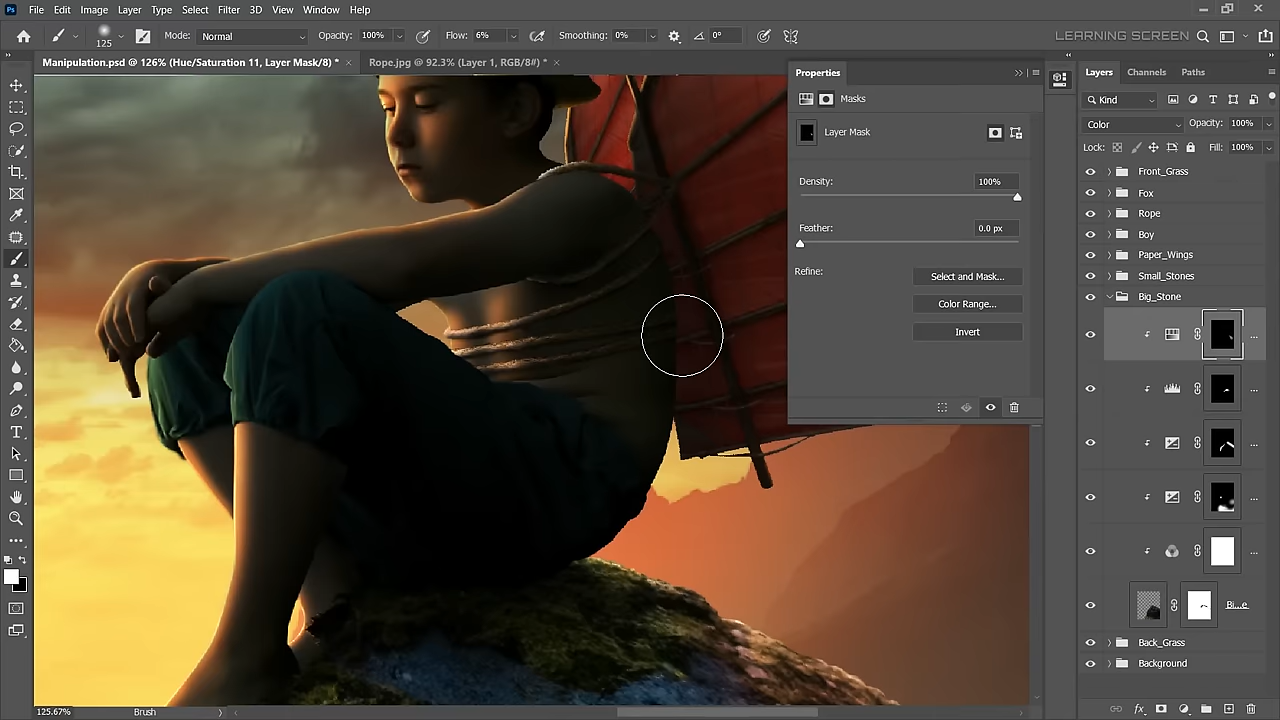 Ps File Edit Image Layer Type Select Filter 3D View Window Help
125 Mode: Normal Opacity: 100% Flow: 6% Smoothing: 0% 0° LEARNING SCREEN
Manipulation.psd @ 126% (Hue/Saturation 11, Layer Mask/8) * × Rope.jpg @ 92.3% (Layer 1, RGB/8#) * ×
Properties
Masks
Layer Mask
Density: 100%
Feather: 0.0 px
Refine: Select and Mask...
Color Range...
Invert
Layers Channels Paths
Kind
Color Opacity: 100%
Lock: Fill: 100%
Front_Grass
Fox
Rope
Boy
Paper_Wings
Small_Stones
Big_Stone
Bi...e
Back_Grass
Background
125.67% Brush